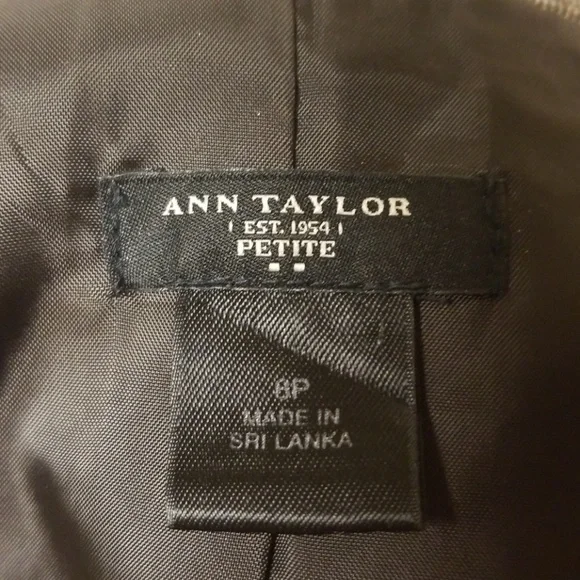 ANN TAYLOR
EST. 1954
PETITE
8P
MADE IN
SRI LANKA